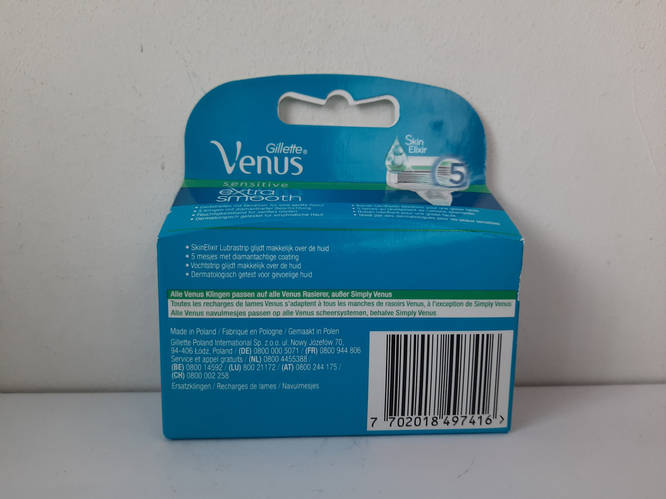 Gillette®
Venus
sensitive
extra
smooth
Skin
Elixir
5
• SkinElixir Lubrastrip glijdt makkelijk over de huid
• 5 mesjes met diamantachtige coating
• Vochtstrip glijdt makkelijk over de huid
• Dermatologisch getest voor gevoelige huid
Alle Venus Klingen passen auf alle Venus Rasierer, außer Simply Venus
Toutes les recharges de lames Venus s'adaptent à tous les manches de rasoirs Venus, à l'exception de Simply Venus
Alle Venus navulmesjes passen op alle Venus scheersystemen, behalve Simply Venus
Made in Poland / Fabriqué en Pologne / Gemaakt in Polen
Gillette Poland International Sp. z o.o. ul. Nowy Józefów 70,
94-406 Łódź, Poland / (DE) 0800 000 5071 / (FR) 0800 944 806
Service et appel gratuits / (NL) 0800 4455388 /
(BE) 0800 14592 / (LU) 800 21172 / (AT) 0800 244 175 /
(CH) 0800 002 258
Ersatzklingen / Recharges de lames / Navulmesjes
7 702018 497416 >